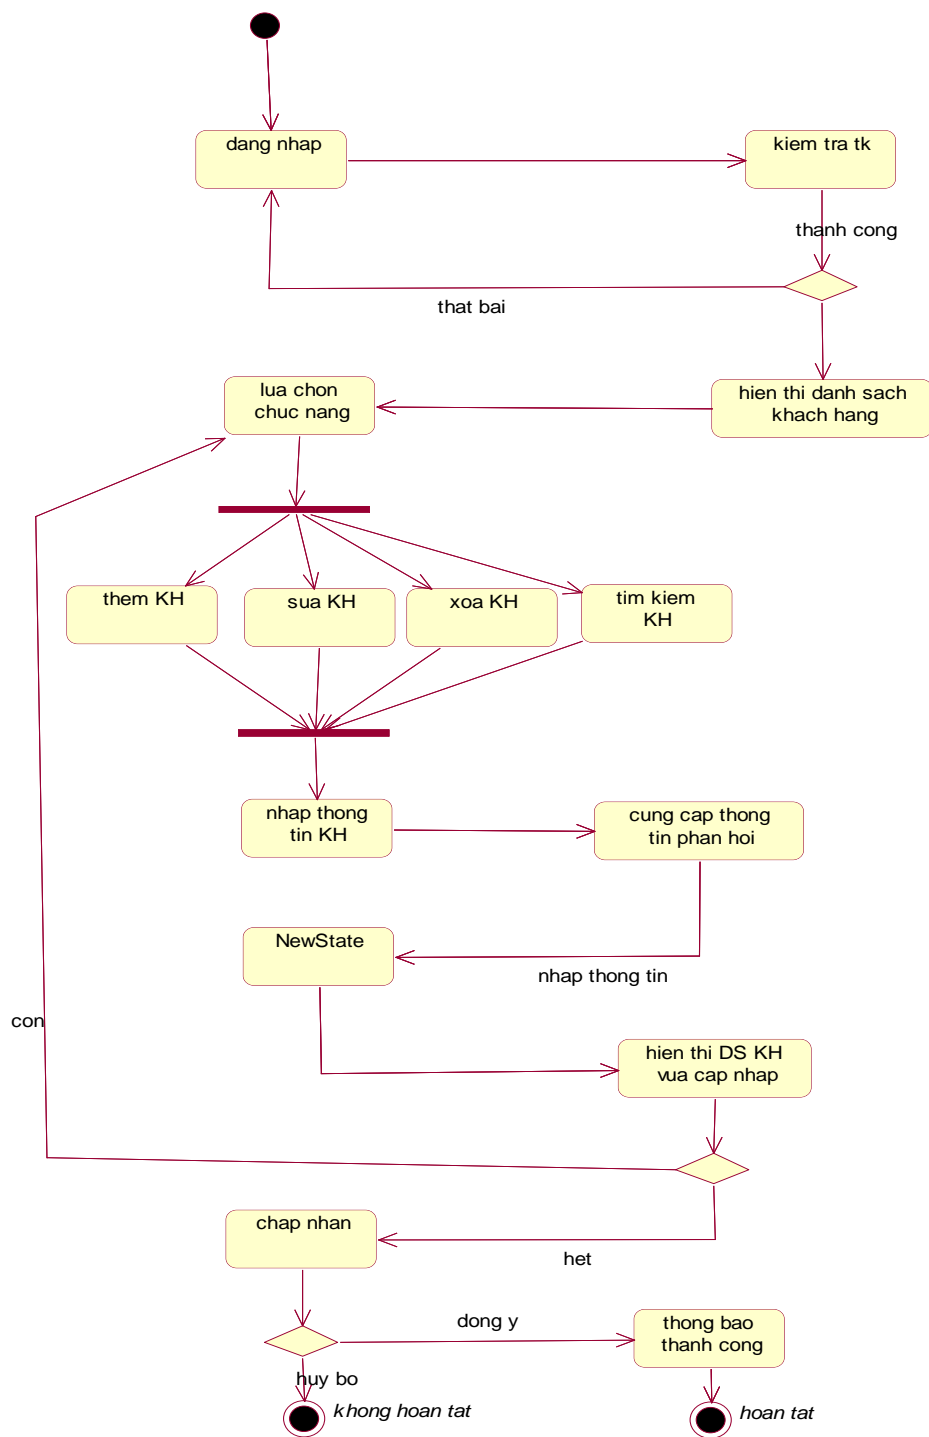 dang nhap
kiem tra tk
thanh cong
that bai
lua chon
chuc nang
hien thi danh sach
khach hang
them KH
sua KH
xoa KH
tim kiem
KH
nhap thong
tin KH
cung cap thong
tin phan hoi
NewState
nhap thong tin
con
hien thi DS KH
vua cap nhap
chap nhan
het
dong y
thong bao
thanh cong
huy bo
khong hoan tat
hoan tat